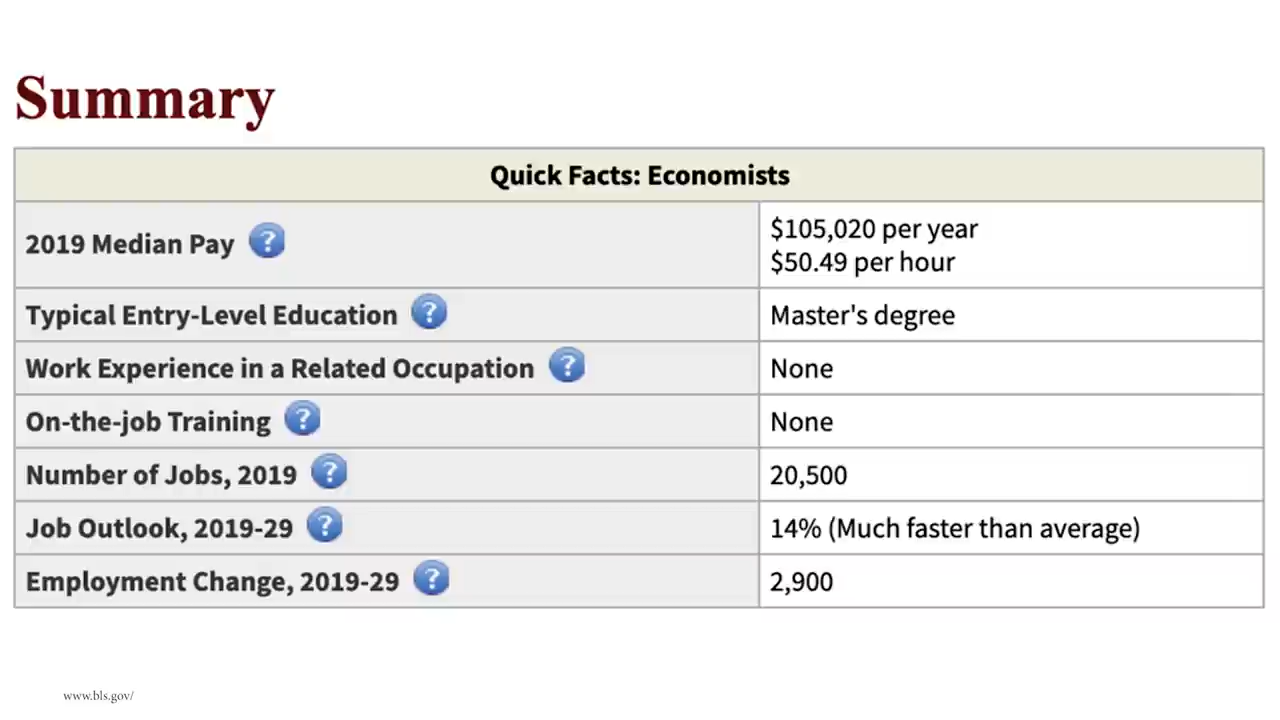 Summary
Quick Facts: Economists
2019 Median Pay ?
$105,020 per year
$50.49 per hour
Typical Entry-Level Education ?
Master's degree
Work Experience in a Related Occupation ?
None
On-the-job Training ?
None
Number of Jobs, 2019 ?
20,500
Job Outlook, 2019-29 ?
14% (Much faster than average)
Employment Change, 2019-29 ?
2,900
www.bls.gov/